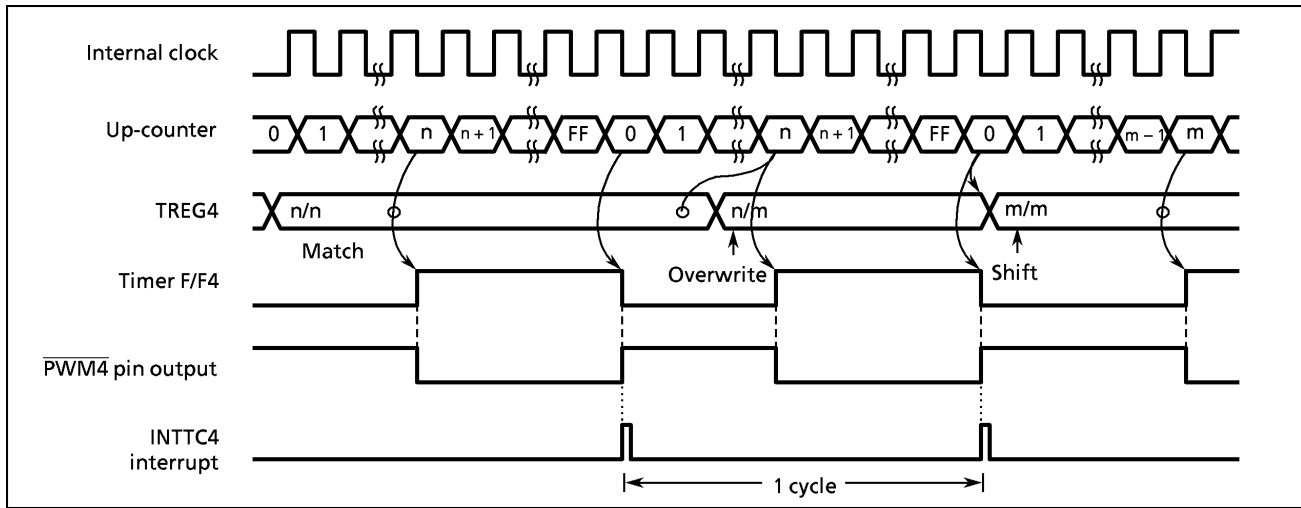 Internal clock
Up-counter
0 1 n n + 1 FF 0 1 n n + 1 FF 0 1 m – 1 m
TREG4
n/n n/m m/m
Match
Overwrite
Shift
Timer F/F4
PWM4 pin output
INTTC4
interrupt
1 cycle